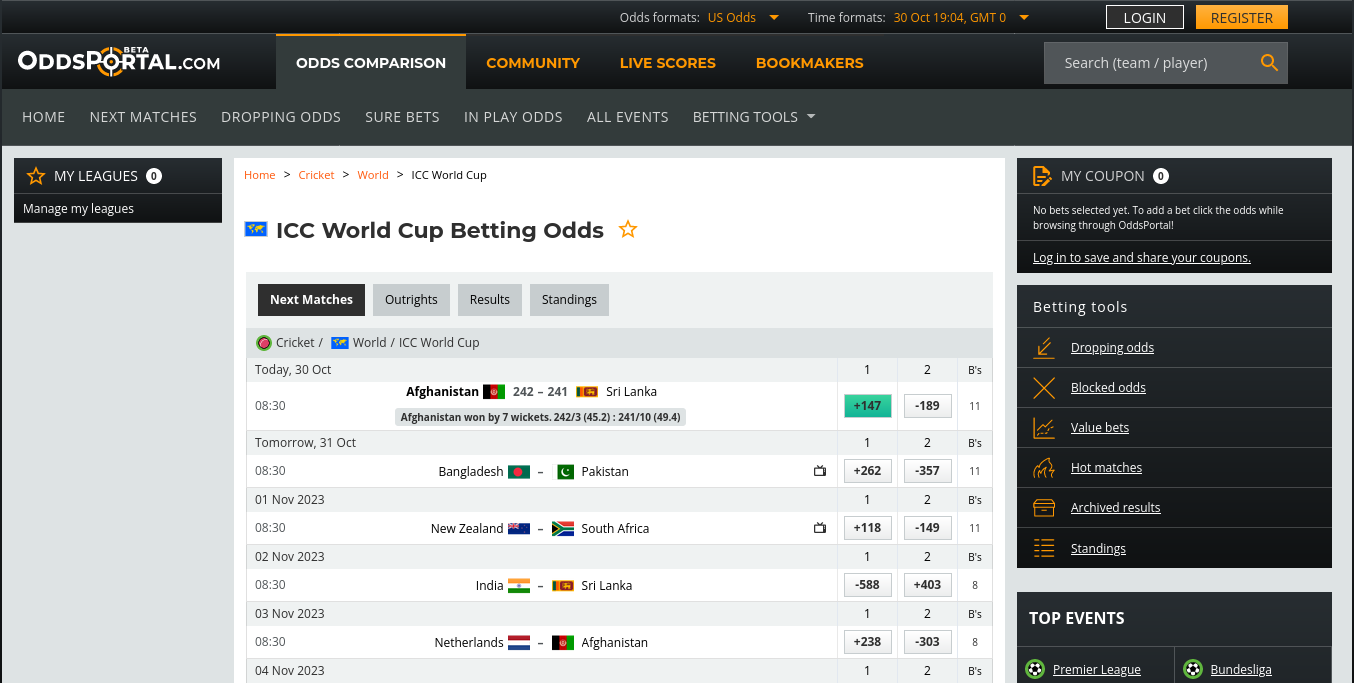 Odds formats: US Odds Time formats: 30 Oct 19:04, GMT 0 LOGIN REGISTER
ODDSPORTAL.COM BETA
ODDS COMPARISON COMMUNITY LIVE SCORES BOOKMAKERS Search (team / player)
HOME NEXT MATCHES DROPPING ODDS SURE BETS IN PLAY ODDS ALL EVENTS BETTING TOOLS
MY LEAGUES 0
Manage my leagues
Home > Cricket > World > ICC World Cup
ICC World Cup Betting Odds
Next Matches Outrights Results Standings
Cricket / World / ICC World Cup
Today, 30 Oct 1 2 B's
08:30 Afghanistan 242 – 241 Sri Lanka +147 -189 11
Afghanistan won by 7 wickets. 242/3 (45.2) : 241/10 (49.4)
Tomorrow, 31 Oct 1 2 B's
08:30 Bangladesh – Pakistan +262 -357 11
01 Nov 2023 1 2 B's
08:30 New Zealand – South Africa +118 -149 11
02 Nov 2023 1 2 B's
08:30 India – Sri Lanka -588 +403 8
03 Nov 2023 1 2 B's
08:30 Netherlands – Afghanistan +238 -303 8
04 Nov 2023 1 2 B's
MY COUPON 0
No bets selected yet. To add a bet click the odds while
browsing through OddsPortal!
Log in to save and share your coupons.
Betting tools
Dropping odds
Blocked odds
Value bets
Hot matches
Archived results
Standings
TOP EVENTS
Premier League Bundesliga